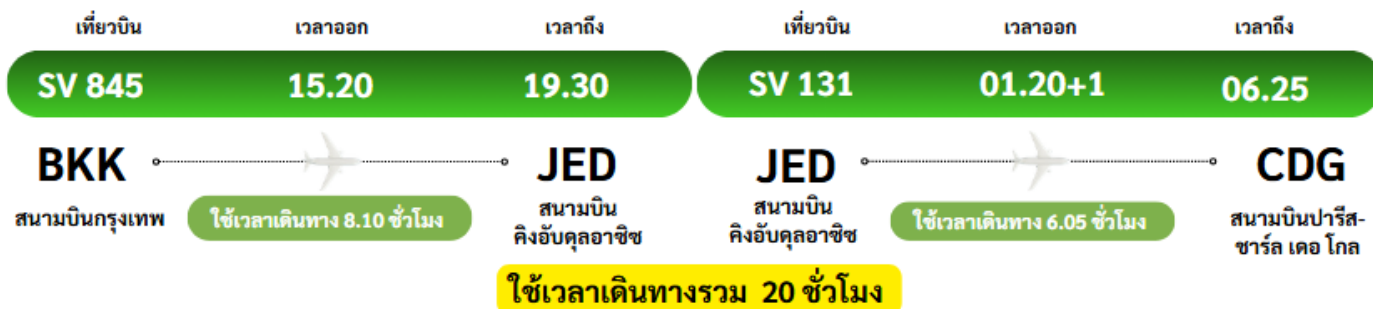 เที่ยวบิน เวลาออก เวลาถึง เที่ยวบิน เวลาออก เวลาถึง
SV 845 15.20 19.30 SV 131 01.20+1 06.25
BKK JED JED CDG
สนามบินกรุงเทพ ใช้เวลาเดินทาง 8.10 ชั่วโมง สนามบิน สนามบิน ใช้เวลาเดินทาง 6.05 ชั่วโมง สนามบินปารีส-
คิงอับดุลอาซิซ คิงอับดุลอาซิซ ชาร์ล เดอ โกล
ใช้เวลาเดินทางรวม 20 ชั่วโมง